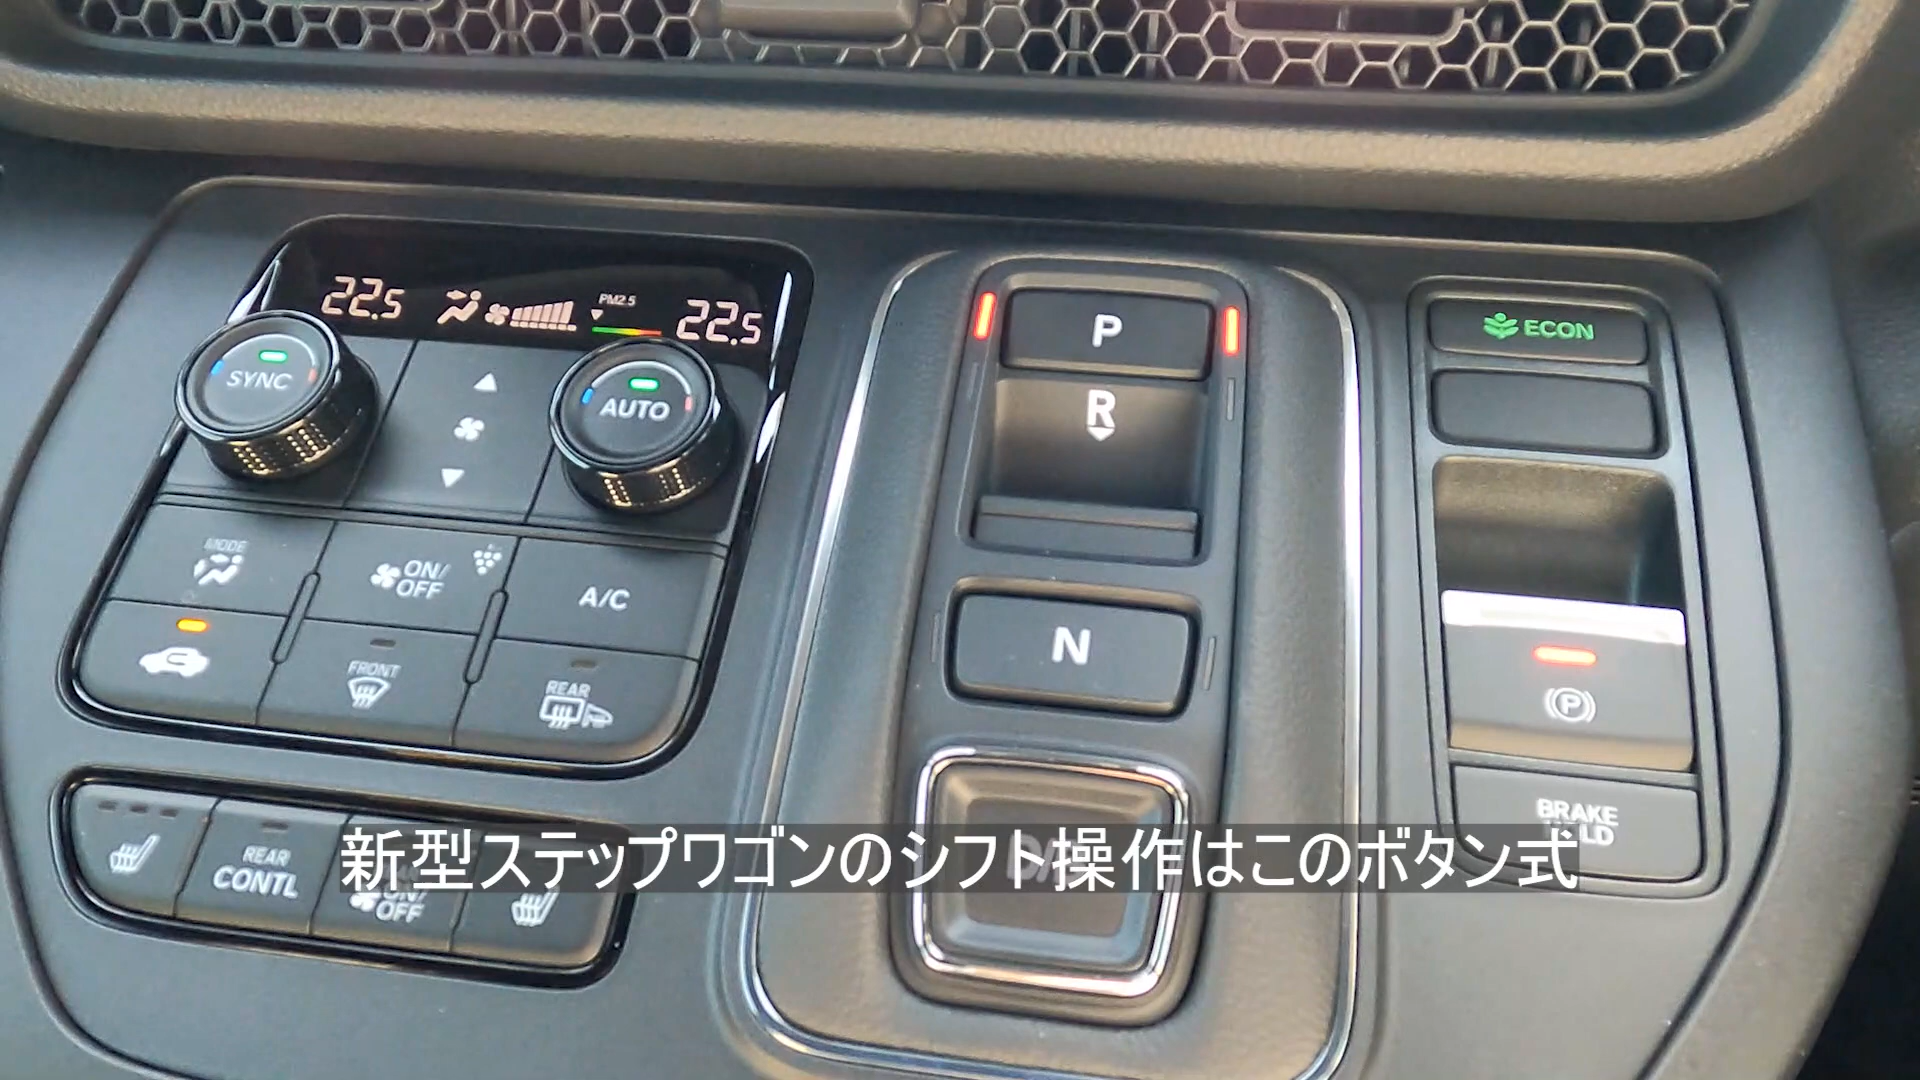 22.5
PM2.5
22.5
SYNC
AUTO
MODE
ON/
OFF
A/C
FRONT
REAR
REAR
CONTL
OFF
P
R
N
ECON
P
BRAKE
新型ステップワゴンのシフト操作はこのボタン式